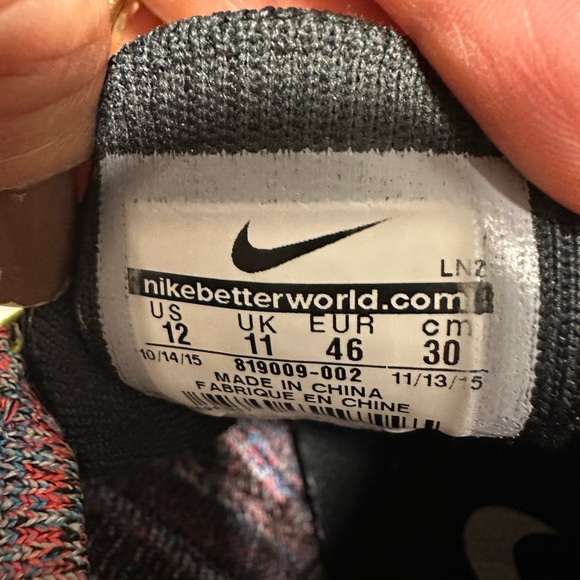 LN2
nikebetterworld.com
US UK EUR cm
12 11 46 30
10/14/15 819009-002 11/13/15
MADE IN CHINA
FABRIQUE EN CHINE